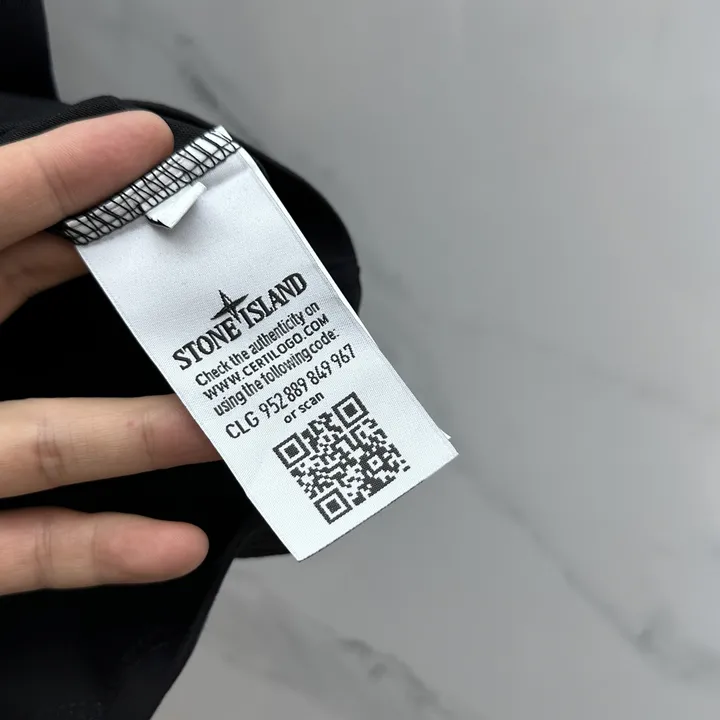 STONE ISLAND
Check the authenticity on
WWW.CERTILOGO.COM
using the following code:
CLG 952 889 849 967
or scan